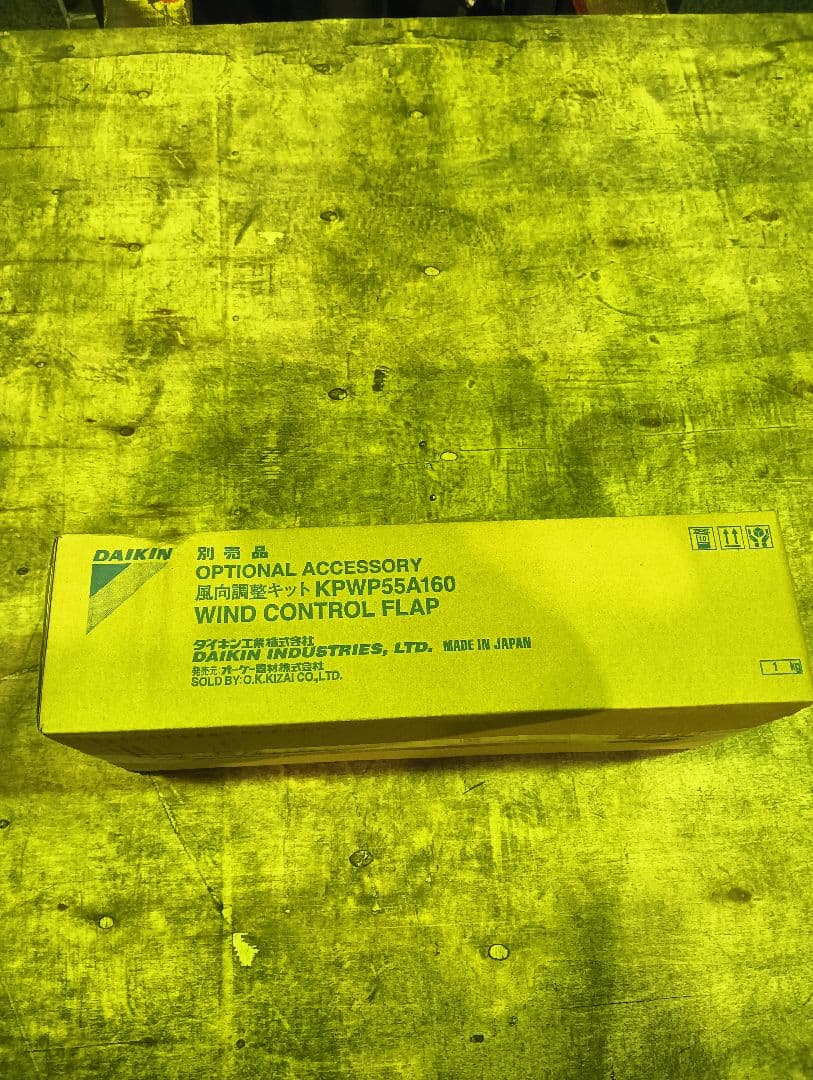 DAIKIN
別売品
OPTIONAL ACCESSORY
風向調整キット KPWP55A160
WIND CONTROL FLAP
ダイキン工業株式会社
DAIKIN INDUSTRIES, LTD. MADE IN JAPAN
発売元:オーケー器材株式会社
SOLD BY:O.K.KIZAI CO.,LTD.
10
1 kg